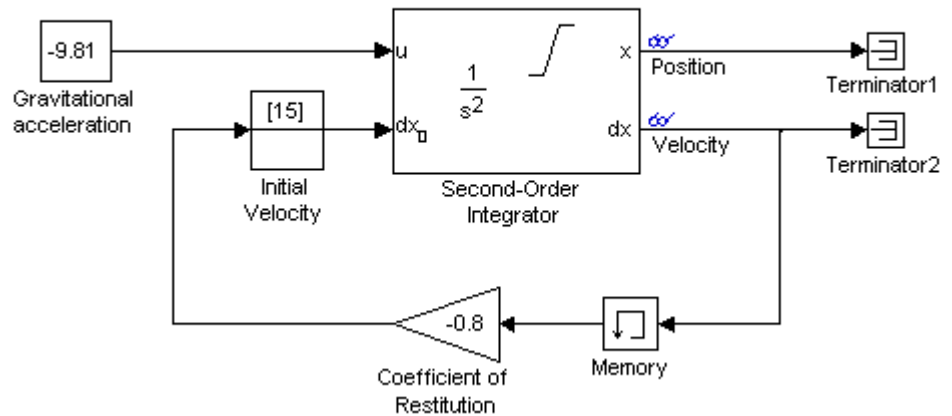 -9.81
Gravitational
acceleration
[15]
Initial
Velocity
u
dx
1
s2
x
dx
Second-Order
Integrator
Position
Velocity
Terminator1
Terminator2
-0.8
Coefficient of
Restitution
Memory